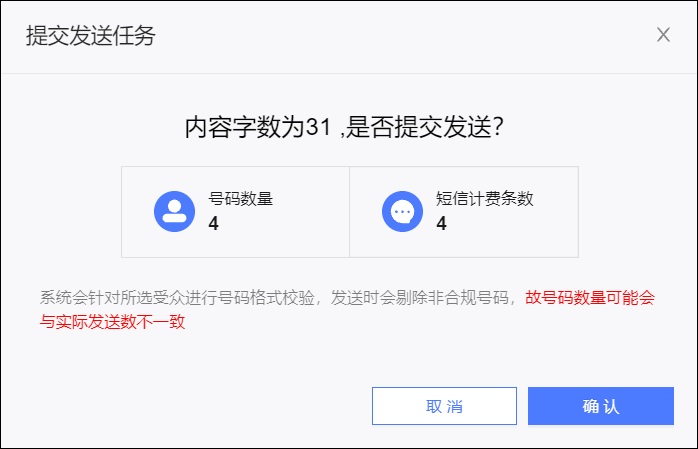 提交发送任务
内容字数为31 ,是否提交发送?
号码数量
4
短信计费条数
4
系统会针对所选受众进行号码格式校验，发送时会剔除非合规号码，故号码数量可能会
与实际发送数不一致
取 消
确 认